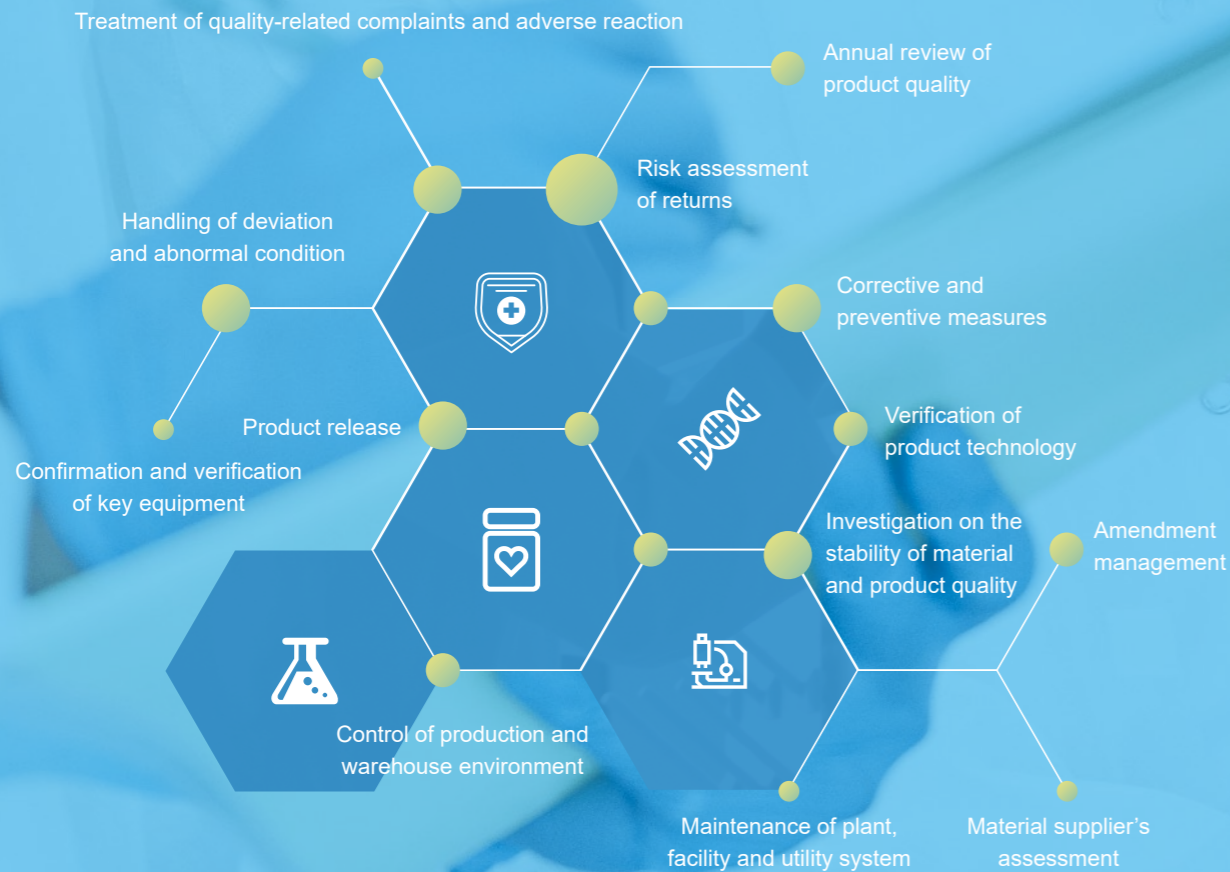 Treatment of quality-related complaints and adverse reaction
Annual review of
product quality
Risk assessment
of returns
Handling of deviation
and abnormal condition
Corrective and
preventive measures
Product release
Verification of
product technology
Confirmation and verification
of key equipment
Investigation on the
stability of material
and product quality
Amendment
management
Control of production and
warehouse environment
Maintenance of plant,
facility and utility system
Material supplier’s
assessment